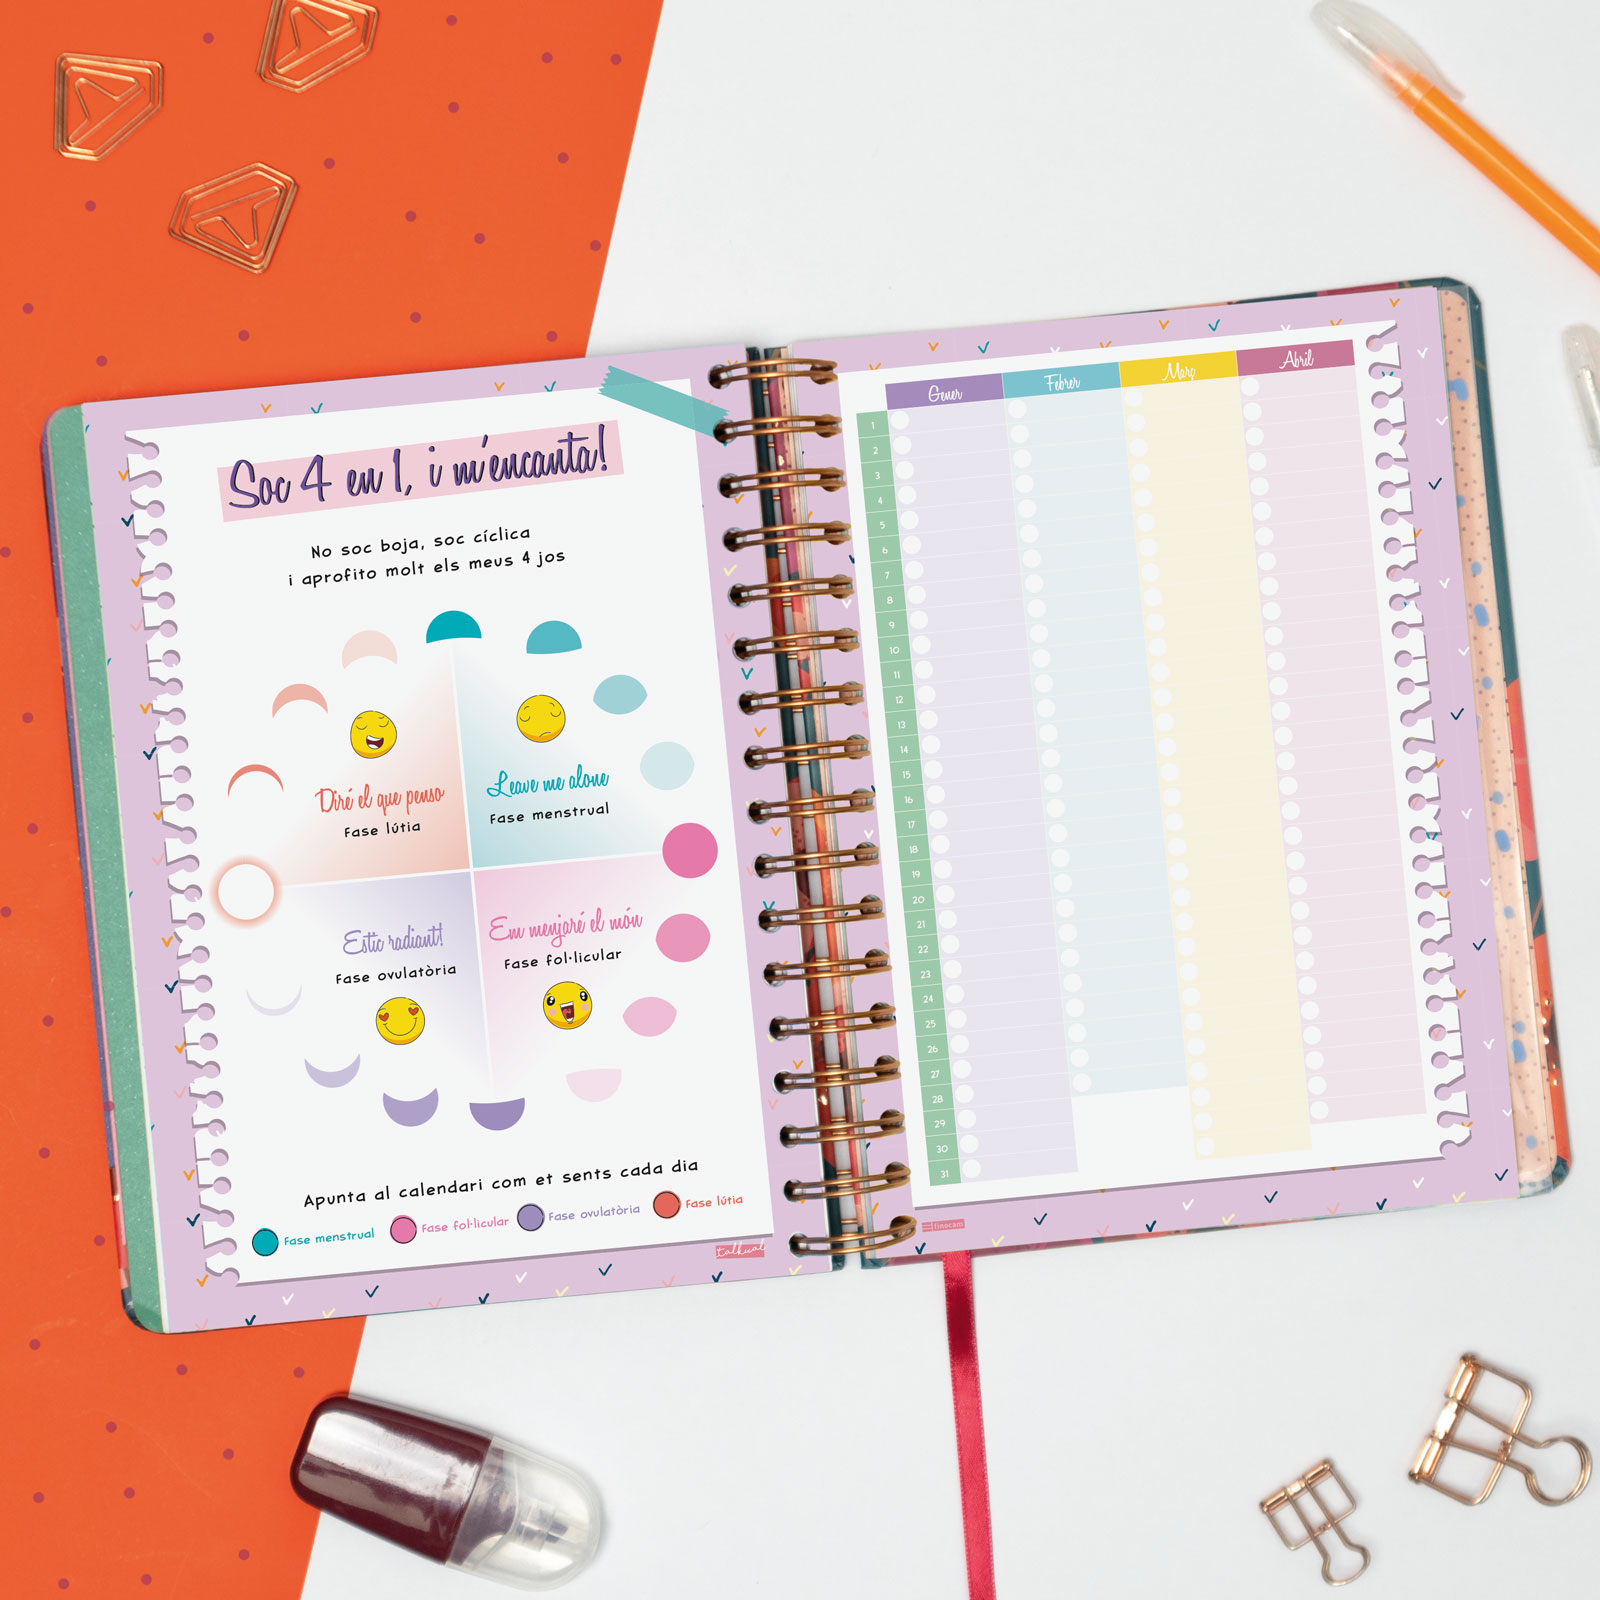 Soc 4 en 1, i m'encanta!
No soc boja, soc cíclica
i aprofito molt els meus 4 jos
Diré el que penso
Fase lútia
Leave me alone
Fase menstrual
Estic radiant!
Fase ovulatòria
Em menjaré el món
Fase fol·licular
Apunta al calendari com et sents cada dia
Fase menstrual
Fase fol·licular
Fase ovulatòria
Fase lútia
talkual
Gener
Febrer
Març
Abril
1
2
3
4
5
6
7
8
9
10
11
12
13
14
15
16
17
18
19
20
21
22
23
24
25
26
27
28
29
30
31
finocam